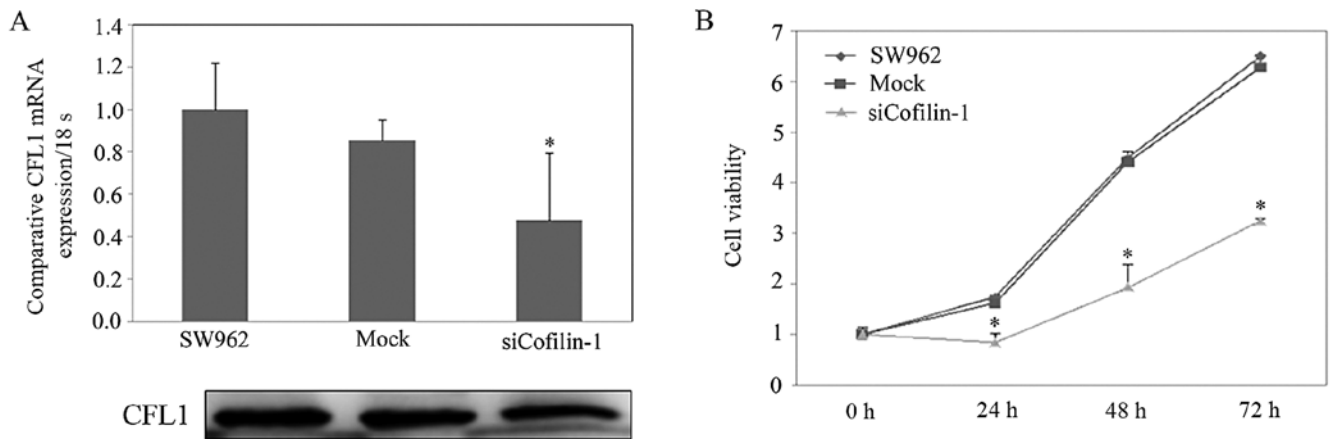 A
Comparative CFL1 mRNA
expression/18 s
1.4
1.2
1.0
0.8
0.6
0.4
0.2
0.0
*
SW962 Mock siCofilin-1
CFL1
B
Cell viability
7
6
5
4
3
2
1
0
SW962
Mock
siCofilin-1
*
*
*
0 h 24 h 48 h 72 h